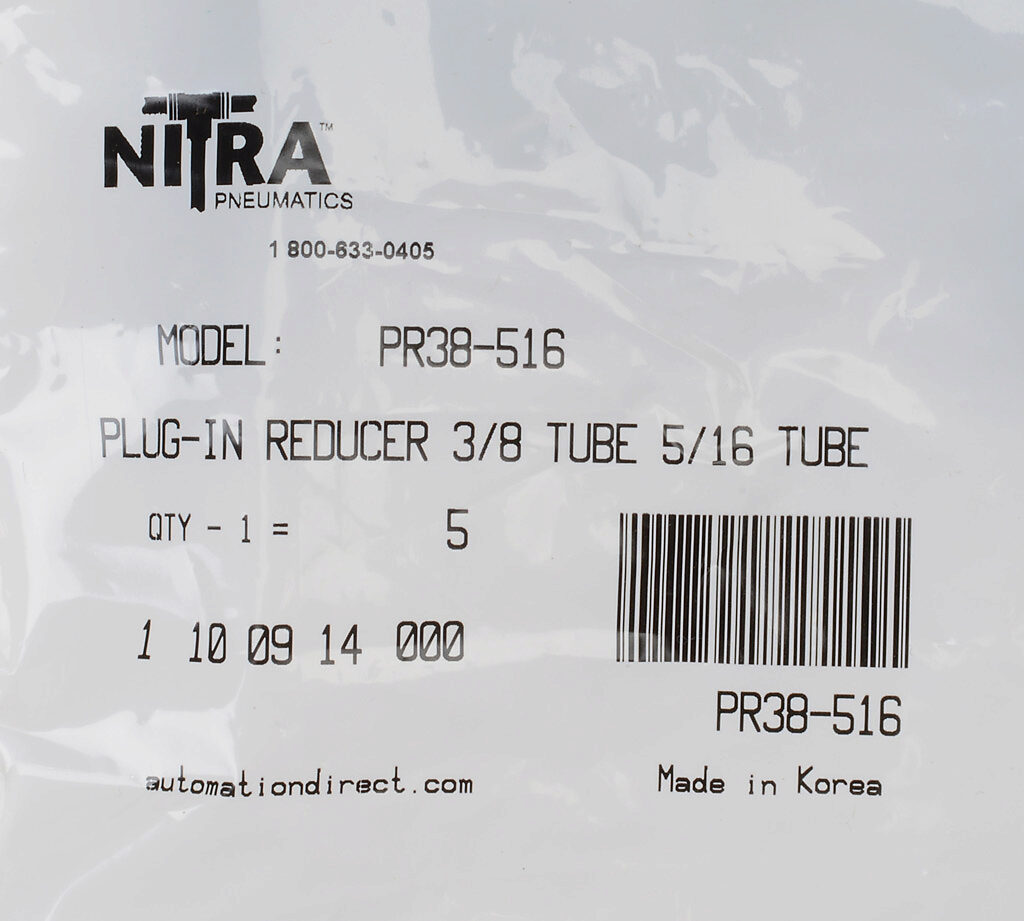 NITRA™
PNEUMATICS
1 800-633-0405
MODEL: PR38-516
PLUG-IN REDUCER 3/8 TUBE 5/16 TUBE
QTY - 1 = 5
1 10 09 14 000
PR38-516
automationdirect.com Made in Korea